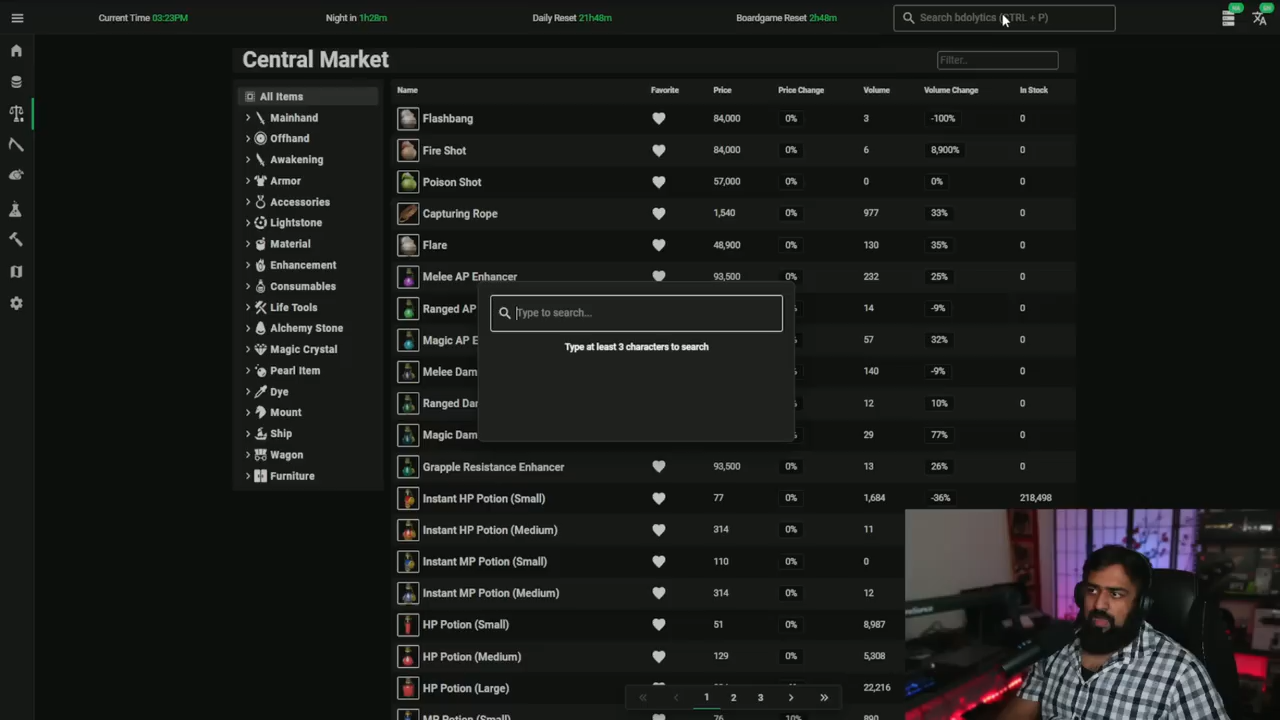 Current Time 03:23PM Night in 1h28m Daily Reset 21h48m Boardgame Reset 2h48m Search bdolytics (CTRL + P) NA EN
Central Market Filter..
All Items
Mainhand
Offhand
Awakening
Armor
Accessories
Lightstone
Material
Enhancement
Consumables
Life Tools
Alchemy Stone
Magic Crystal
Pearl Item
Dye
Mount
Ship
Wagon
Furniture
Name Favorite Price Price Change Volume Volume Change In Stock
Flashbang 84,000 0% 3 -100% 0
Fire Shot 84,000 0% 6 8,900% 0
Poison Shot 57,000 0% 0 0% 0
Capturing Rope 1,540 0% 977 33% 0
Flare 48,900 0% 130 35% 0
Melee AP Enhancer 93,500 0% 232 25% 0
Ranged AP 14 -9% 0
Magic AP E 57 32% 0
Melee Dam 140 -9% 0
Ranged Dar 12 10% 0
Magic Dam 29 77% 0
Grapple Resistance Enhancer 93,500 0% 13 26% 0
Instant HP Potion (Small) 77 0% 1,684 -36% 218,498
Instant HP Potion (Medium) 314 0% 11
Instant MP Potion (Small) 110 0% 0
Instant MP Potion (Medium) 314 0% 12
HP Potion (Small) 51 0% 8,987
HP Potion (Medium) 129 0% 5,308
HP Potion (Large) 22,216
MP Potion (Small) 76 10% 890
Type to search...
Type at least 3 characters to search
« ‹ 1 2 3 › »